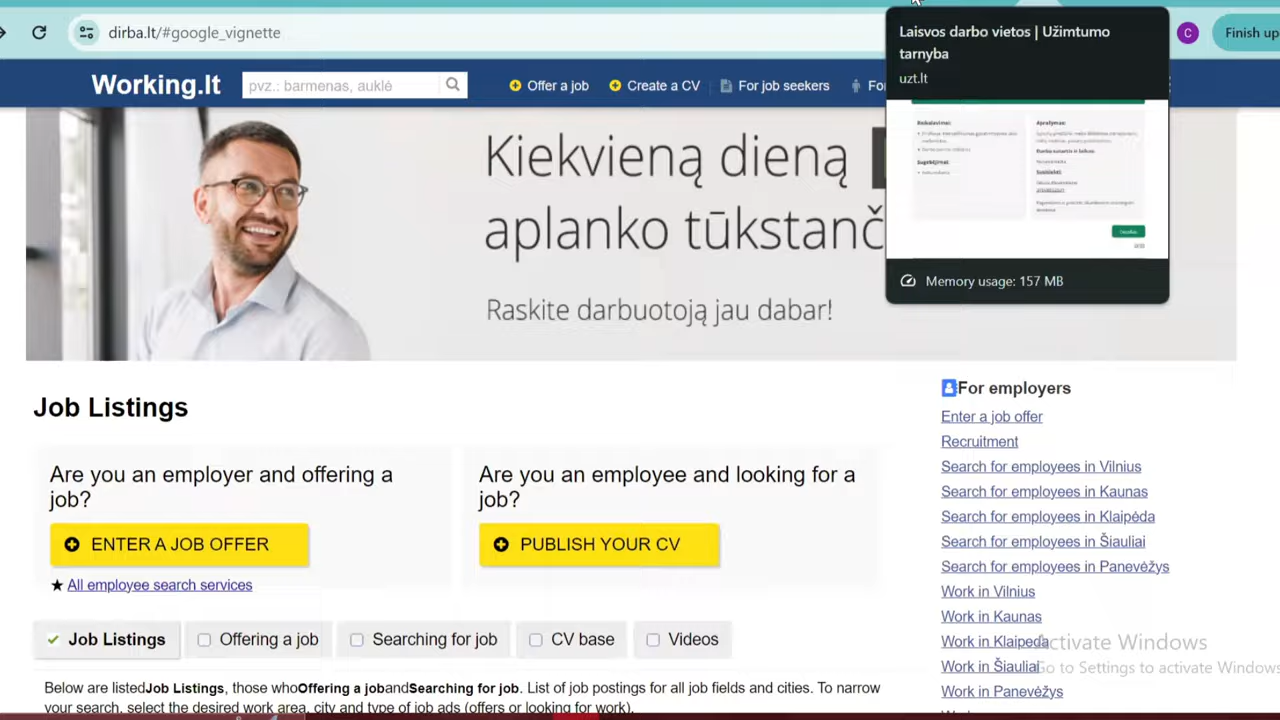 dirba.lt/#google_vignette
C
Finish up
Laisvos darbo vietos | Užimtumo
tarnyba
uzt.lt
Working.lt
pvz.: barmenas, auklė
Offer a job
Create a CV
For job seekers
Reikalavimai:
Aprašymas:
Memory usage: 157 MB
kiekvieną dieną
aplanko tūkstanč
Raskite darbuotoją jau dabar!
Job Listings
Are you an employer and offering a
job?
ENTER A JOB OFFER
★ All employee search services
Are you an employee and looking for a
job?
PUBLISH YOUR CV
Job Listings
Offering a job
Searching for job
CV base
Videos
Below are listedJob Listings, those whoOffering a jobandSearching for job. List of job postings for all job fields and cities. To narrow
your search, select the desired work area, city and type of job ads (offers or looking for work).
For employers
Enter a job offer
Recruitment
Search for employees in Vilnius
Search for employees in Kaunas
Search for employees in Klaipėda
Search for employees in Šiauliai
Search for employees in Panevėžys
Work in Vilnius
Work in Kaunas
Work in Klaipeda
Work in Šiauliai
Work in Panevėžys
Activate Windows
Go to Settings to activate Windows